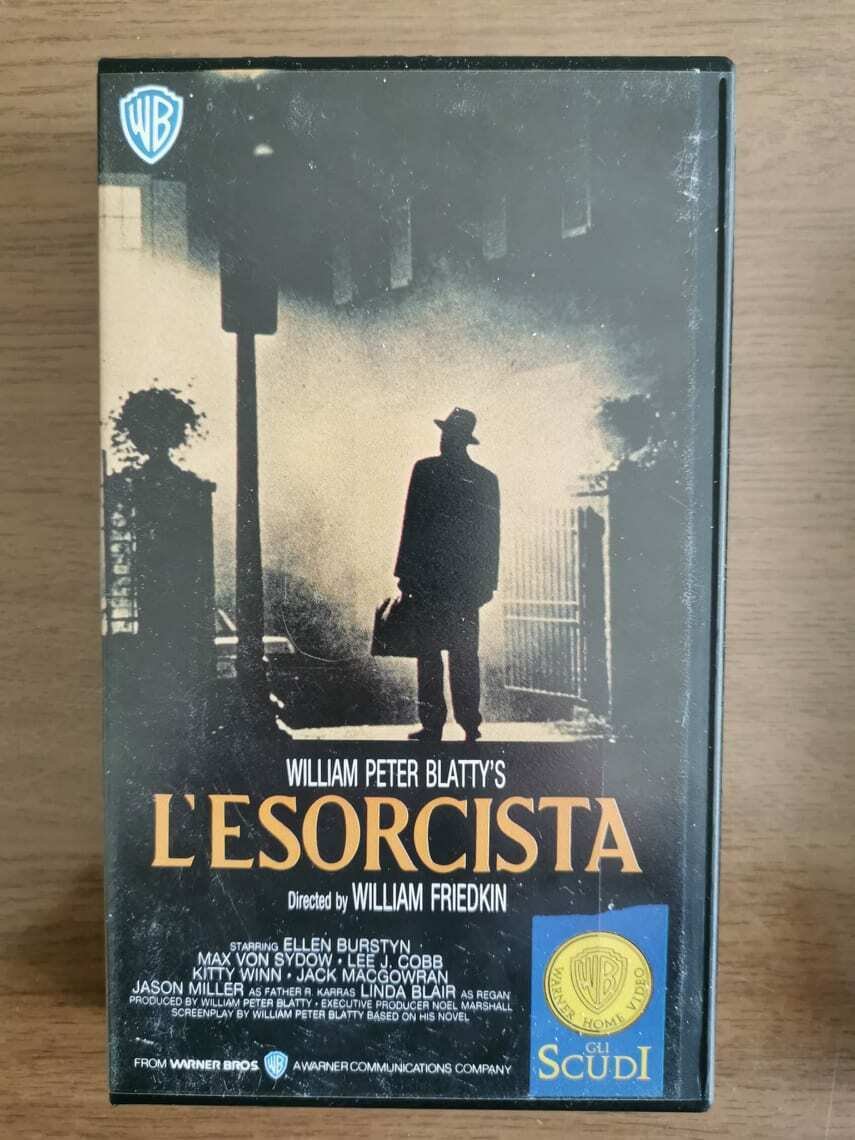 WB
WILLIAM PETER BLATTY'S
L'ESORCISTA
Directed by WILLIAM FRIEDKIN
STARRING ELLEN BURSTYN
MAX VON SYDOW · LEE J. COBB
KITTY WINN · JACK MACGOWRAN
JASON MILLER AS FATHER R. KARRAS LINDA BLAIR AS REGAN
PRODUCED BY WILLIAM PETER BLATTY · EXECUTIVE PRODUCER NOEL MARSHALL
SCREENPLAY BY WILLIAM PETER BLATTY BASED ON HIS NOVEL
FROM WARNER BROS. WB A WARNER COMMUNICATIONS COMPANY
WB
WARNER HOME VIDEO
GLI
SCUDI